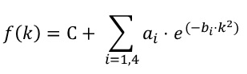 f(k) = C + ∑_{i=1,4} a_i · e^{(-b_i·k^2)}